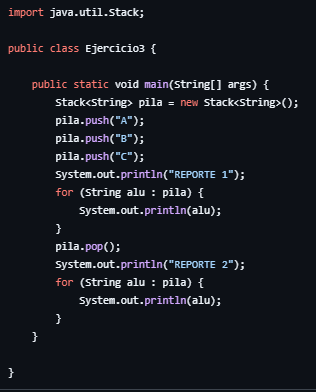 import java.util.Stack;
public class Ejercicio3 {
public static void main(String[] args) {
Stack<String> pila = new Stack<String>();
pila.push("A");
pila.push("B");
pila.push("C");
System.out.println("REPORTE 1");
for (String alu : pila) {
System.out.println(alu);
}
pila.pop();
System.out.println("REPORTE 2");
for (String alu : pila) {
System.out.println(alu);
}
}
}